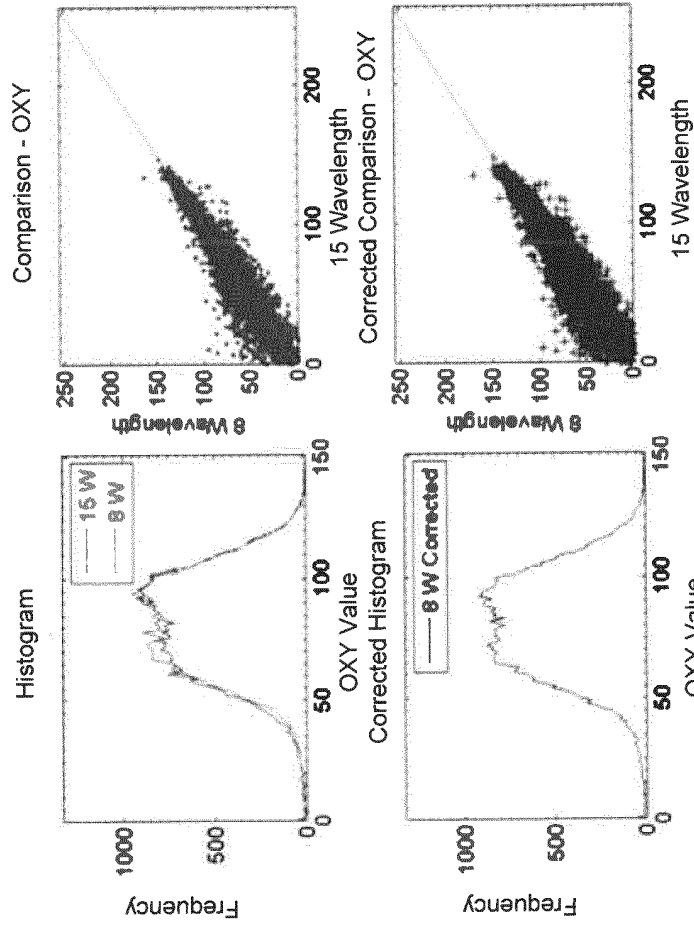 Histogram
Frequency
1000
500
0
0
50
100
150
15 W
8 W
OXY Value
Comparison - OXY
8 Wavelength
250
200
150
100
50
0
0
100
200
15 Wavelength
Corrected Histogram
Frequency
1000
500
0
0
50
100
150
8 W Corrected
Value
Corrected Comparison - OXY
8 Wavelength
250
200
150
100
50
0
0
100
200
15 Wavelength